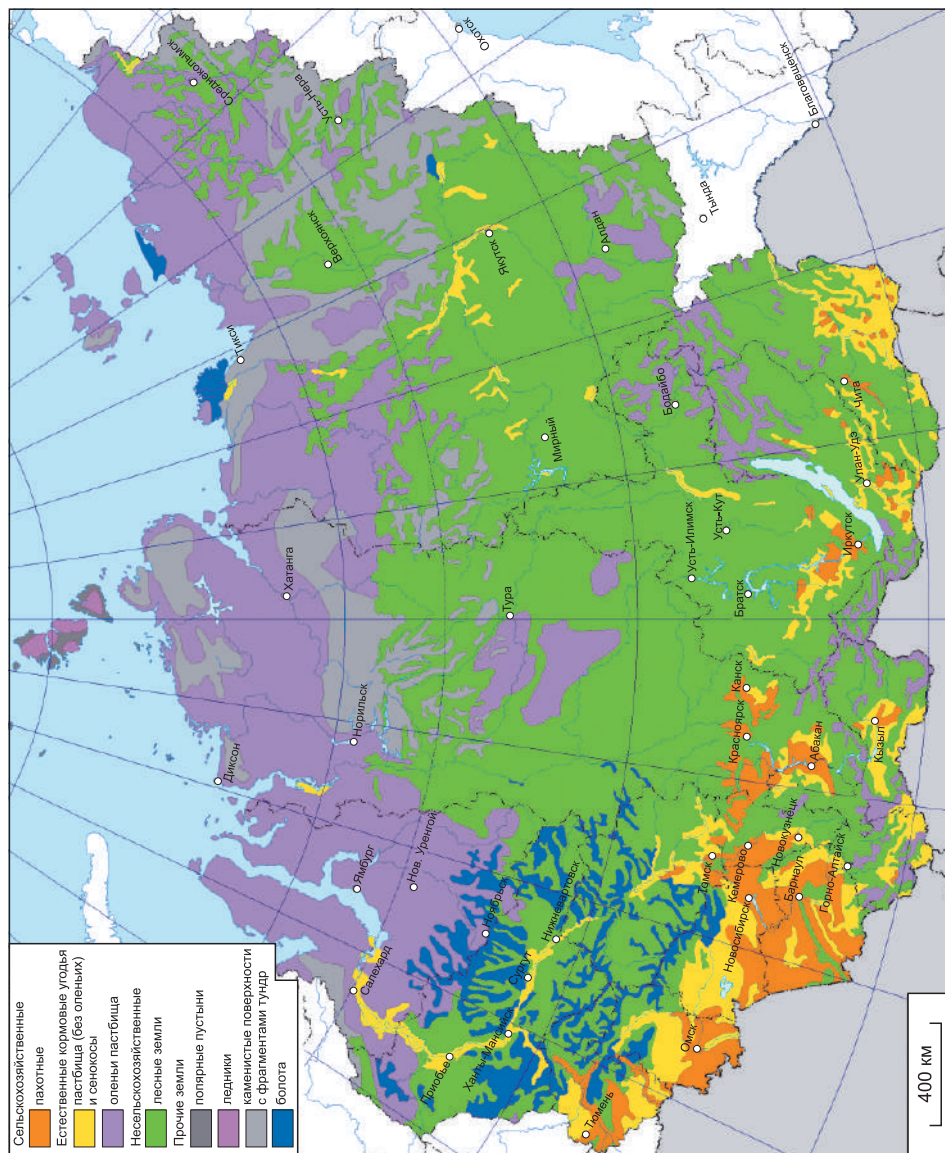 Сельскохозяйственные
пахотные
Естественные кормовые угодья
пастбища (без оленьих)
и сенокосы
оленьи пастбища
Несельскохозяйственные
лесные земли
Прочие земли
полярные пустыни
ледники
каменистые поверхности
с фрагментами тундр
болота
Среднеколымск
Охотск
Усть-Нера
Верхоянск
Тикси
Якутск
Алдан
Тында
Благовещенск
Мирный
Бодайбо
Чита
Улан-Удэ
Хатанга
Тура
Усть-Илимск
Усть-Кут
Братск
Иркутск
Диксон
Норильск
Канск
Красноярск
Абакан
Кызыл
Ямбург
Нов. Уренгой
Салехард
Ноябрьск
Нижневартовск
Сургут
Приобье
Ханты-Мансийск
Томск
Кемерово
Новокузнецк
Новосибирск
Барнаул
Горно-Алтайск
Омск
Тюмень
400 км